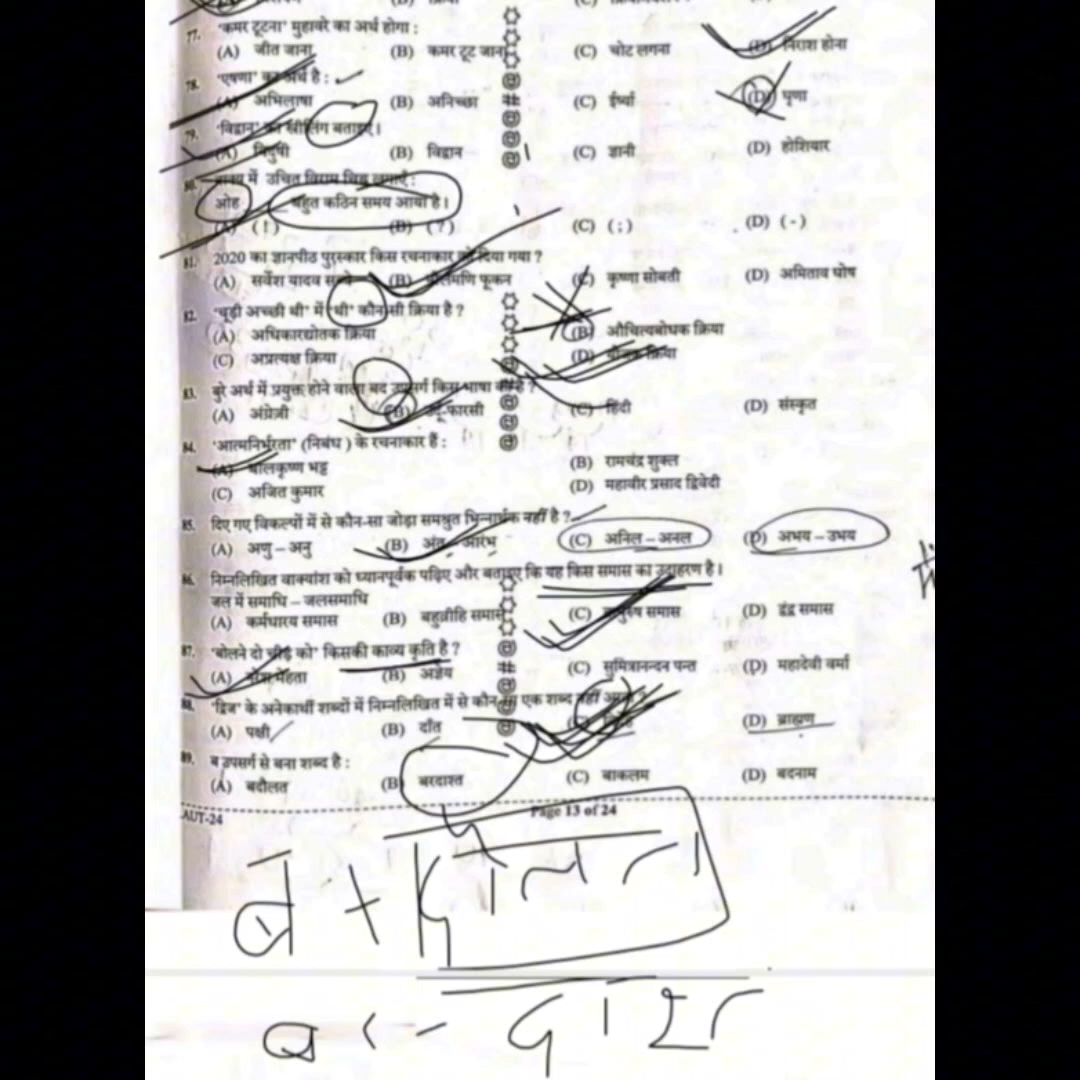 77. 'कमर टूटना' मुहावरे का अर्थ होगा :
(A) जीत जाना (B) कमर टूट जाना (C) चोट लगना (D) निराश होना
78. 'एषणा' का अर्थ है :
(A) अभिलाषा (B) अनिच्छा (C) ईर्ष्या (D) घृणा
79. 'विद्वान' का स्त्रीलिंग बताइए।
(A) विदुषी (B) विद्वान (C) ज्ञानी (D) होशियार
80. वाक्य में उचित विराम चिह्न लगाएँ :
ओह बहुत कठिन समय आया है।
(A) (!) (B) (?) (C) (;) (D) (-)
81. 2020 का ज्ञानपीठ पुरस्कार किस रचनाकार को दिया गया ?
(A) सर्वेश यादव (B) नीलमणि फूकन (C) कृष्णा सोबती (D) अमिताव घोष
82. 'चूड़ी अच्छी थी' में 'थी' कौन सी क्रिया है ?
(A) अधिकारद्योतक क्रिया (B) औचित्यबोधक क्रिया
(C) अप्रत्यक्ष क्रिया (D) क्रिया
83. बुरे अर्थ में प्रयुक्त होने वाला बद उपसर्ग किस भाषा का है ?
(A) अंग्रेज़ी (B) उर्दू-फारसी (C) हिंदी (D) संस्कृत
84. 'आत्मनिर्भरता' (निबंध) के रचनाकार हैं :
(A) बालकृष्ण भट्ट (B) रामचंद्र शुक्ल
(C) अजित कुमार (D) महावीर प्रसाद द्विवेदी
85. दिए गए विकल्पों में से कौन-सा जोड़ा समश्रुत भिन्नार्थक नहीं है ?
(A) अणु – अनु (B) अंत – आरंभ (C) अनिल – अनल (D) अभय – उभय
86. निम्नलिखित वाक्यांश को ध्यानपूर्वक पढ़िए और बताइए कि यह किस समास का उदाहरण है।
जल में समाधि – जलसमाधि
(A) कर्मधारय समास (B) बहुव्रीहि समास (C) तत्पुरुष समास (D) द्वंद्व समास
87. 'बोलने दो चीड़ को' किसकी काव्य कृति है ?
(A) नरेश मेहता (B) अज्ञेय (C) सुमित्रानन्दन पन्त (D) महादेवी वर्मा
88. 'द्विज' के अनेकार्थी शब्दों में निम्नलिखित में से कौन-सा एक शब्द नहीं
(A) पक्षी (B) दाँत (C) (D) ब्राह्मण
89. ब उपसर्ग से बना शब्द है :
(A) बदौलत (B) बरदाश्त (C) बाकलम (D) बदनाम
AUT-24 Page 13 of 24
ब + दौलत